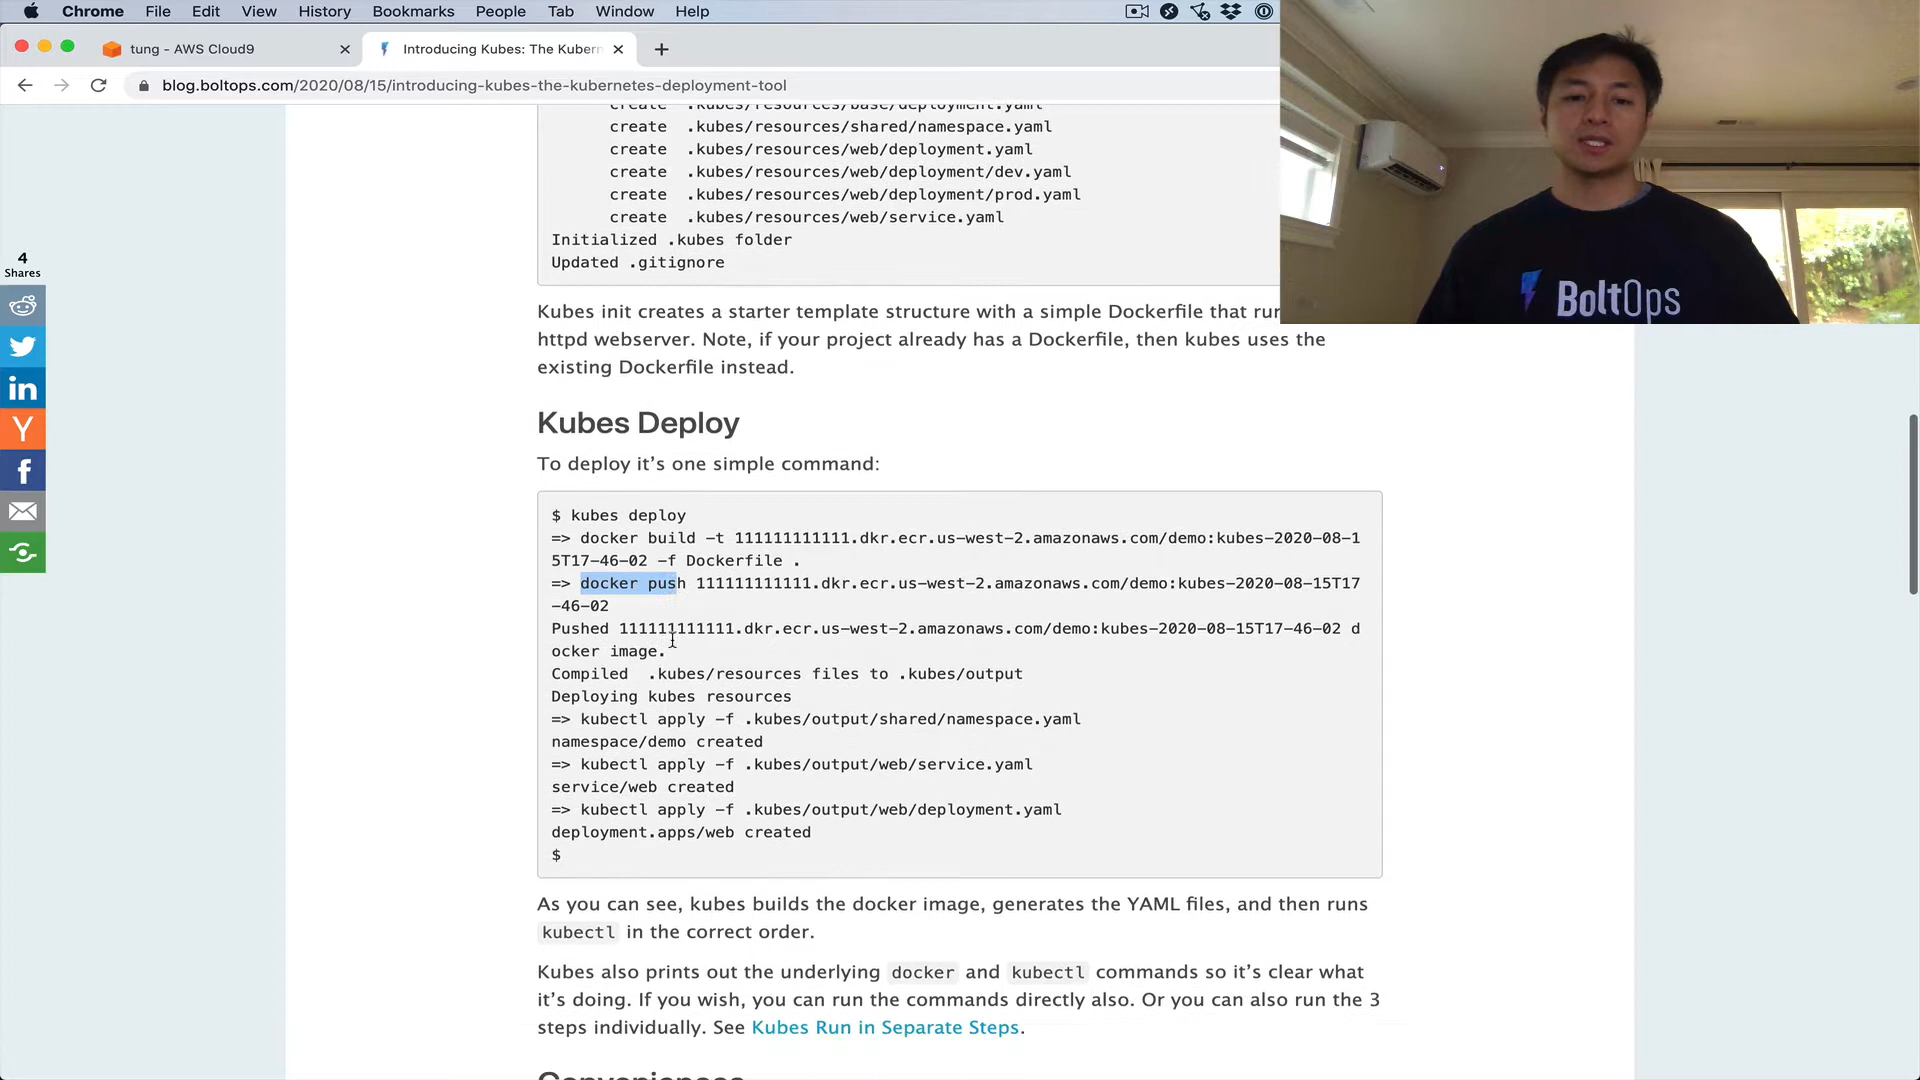 Chrome File Edit View History Bookmarks People Tab Window Help
tung - AWS Cloud9
Introducing Kubes: The Kubern
blog.boltops.com/2020/08/15/introducing-kubes-the-kubernetes-deployment-tool
create .kubes/resources/base/deployment.yaml
create .kubes/resources/shared/namespace.yaml
create .kubes/resources/web/deployment.yaml
create .kubes/resources/web/deployment/dev.yaml
create .kubes/resources/web/deployment/prod.yaml
create .kubes/resources/web/service.yaml
Initialized .kubes folder
Updated .gitignore
4
Shares
BoltOps
Kubes init creates a starter template structure with a simple Dockerfile that
httpd webserver. Note, if your project already has a Dockerfile, then kubes uses the
existing Dockerfile instead.
Kubes Deploy
To deploy it’s one simple command:
$ kubes deploy
=> docker build -t 111111111111.dkr.ecr.us-west-2.amazonaws.com/demo:kubes-2020-08-1
5T17-46-02 -f Dockerfile .
=> docker push 111111111111.dkr.ecr.us-west-2.amazonaws.com/demo:kubes-2020-08-15T17
-46-02
Pushed 111111111111.dkr.ecr.us-west-2.amazonaws.com/demo:kubes-2020-08-15T17-46-02 d
ocker image.
Compiled .kubes/resources files to .kubes/output
Deploying kubes resources
=> kubectl apply -f .kubes/output/shared/namespace.yaml
namespace/demo created
=> kubectl apply -f .kubes/output/web/service.yaml
service/web created
=> kubectl apply -f .kubes/output/web/deployment.yaml
deployment.apps/web created
$
As you can see, kubes builds the docker image, generates the YAML files, and then runs
kubectl in the correct order.
Kubes also prints out the underlying docker and kubectl commands so it’s clear what
it’s doing. If you wish, you can run the commands directly also. Or you can also run the 3
steps individually. See Kubes Run in Separate Steps.